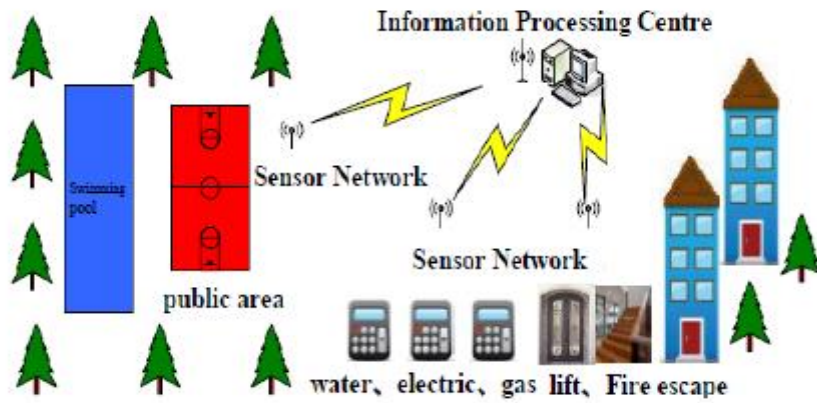 Information Processing Centre
Swimming
pool
Sensor Network
Sensor Network
public area
water、electric、gas lift、Fire escape